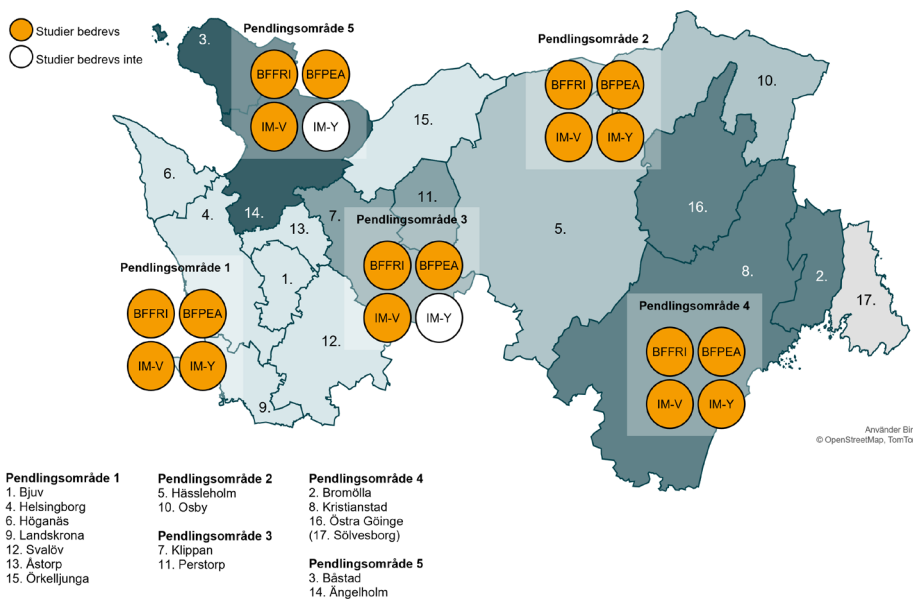 Studier bedrevs
Studier bedrevs inte
Pendlingsområde 5
BFFRI BFPEA
IM-V IM-Y
Pendlingsområde 2
BFFRI BFPEA
IM-V IM-Y
3.
10.
15.
6.
4.
14.
7.
11.
16.
13.
5.
Pendlingsområde 3
BFFRI BFPEA
IM-V IM-Y
Pendlingsområde 1
BFFRI BFPEA
IM-V IM-Y
1.
8.
2.
17.
12.
9.
Pendlingsområde 4
BFFRI BFPEA
IM-V IM-Y
Använder Bin
© OpenStreetMap, TomTom
Pendlingsområde 1
1. Bjuv
4. Helsingborg
6. Höganäs
9. Landskrona
12. Svalöv
13. Åstorp
15. Örkelljunga
Pendlingsområde 2
5. Hässleholm
10. Osby
Pendlingsområde 3
7. Klippan
11. Perstorp
Pendlingsområde 4
2. Bromölla
8. Kristianstad
16. Östra Göinge
(17. Sölvesborg)
Pendlingsområde 5
3. Båstad
14. Ängelholm